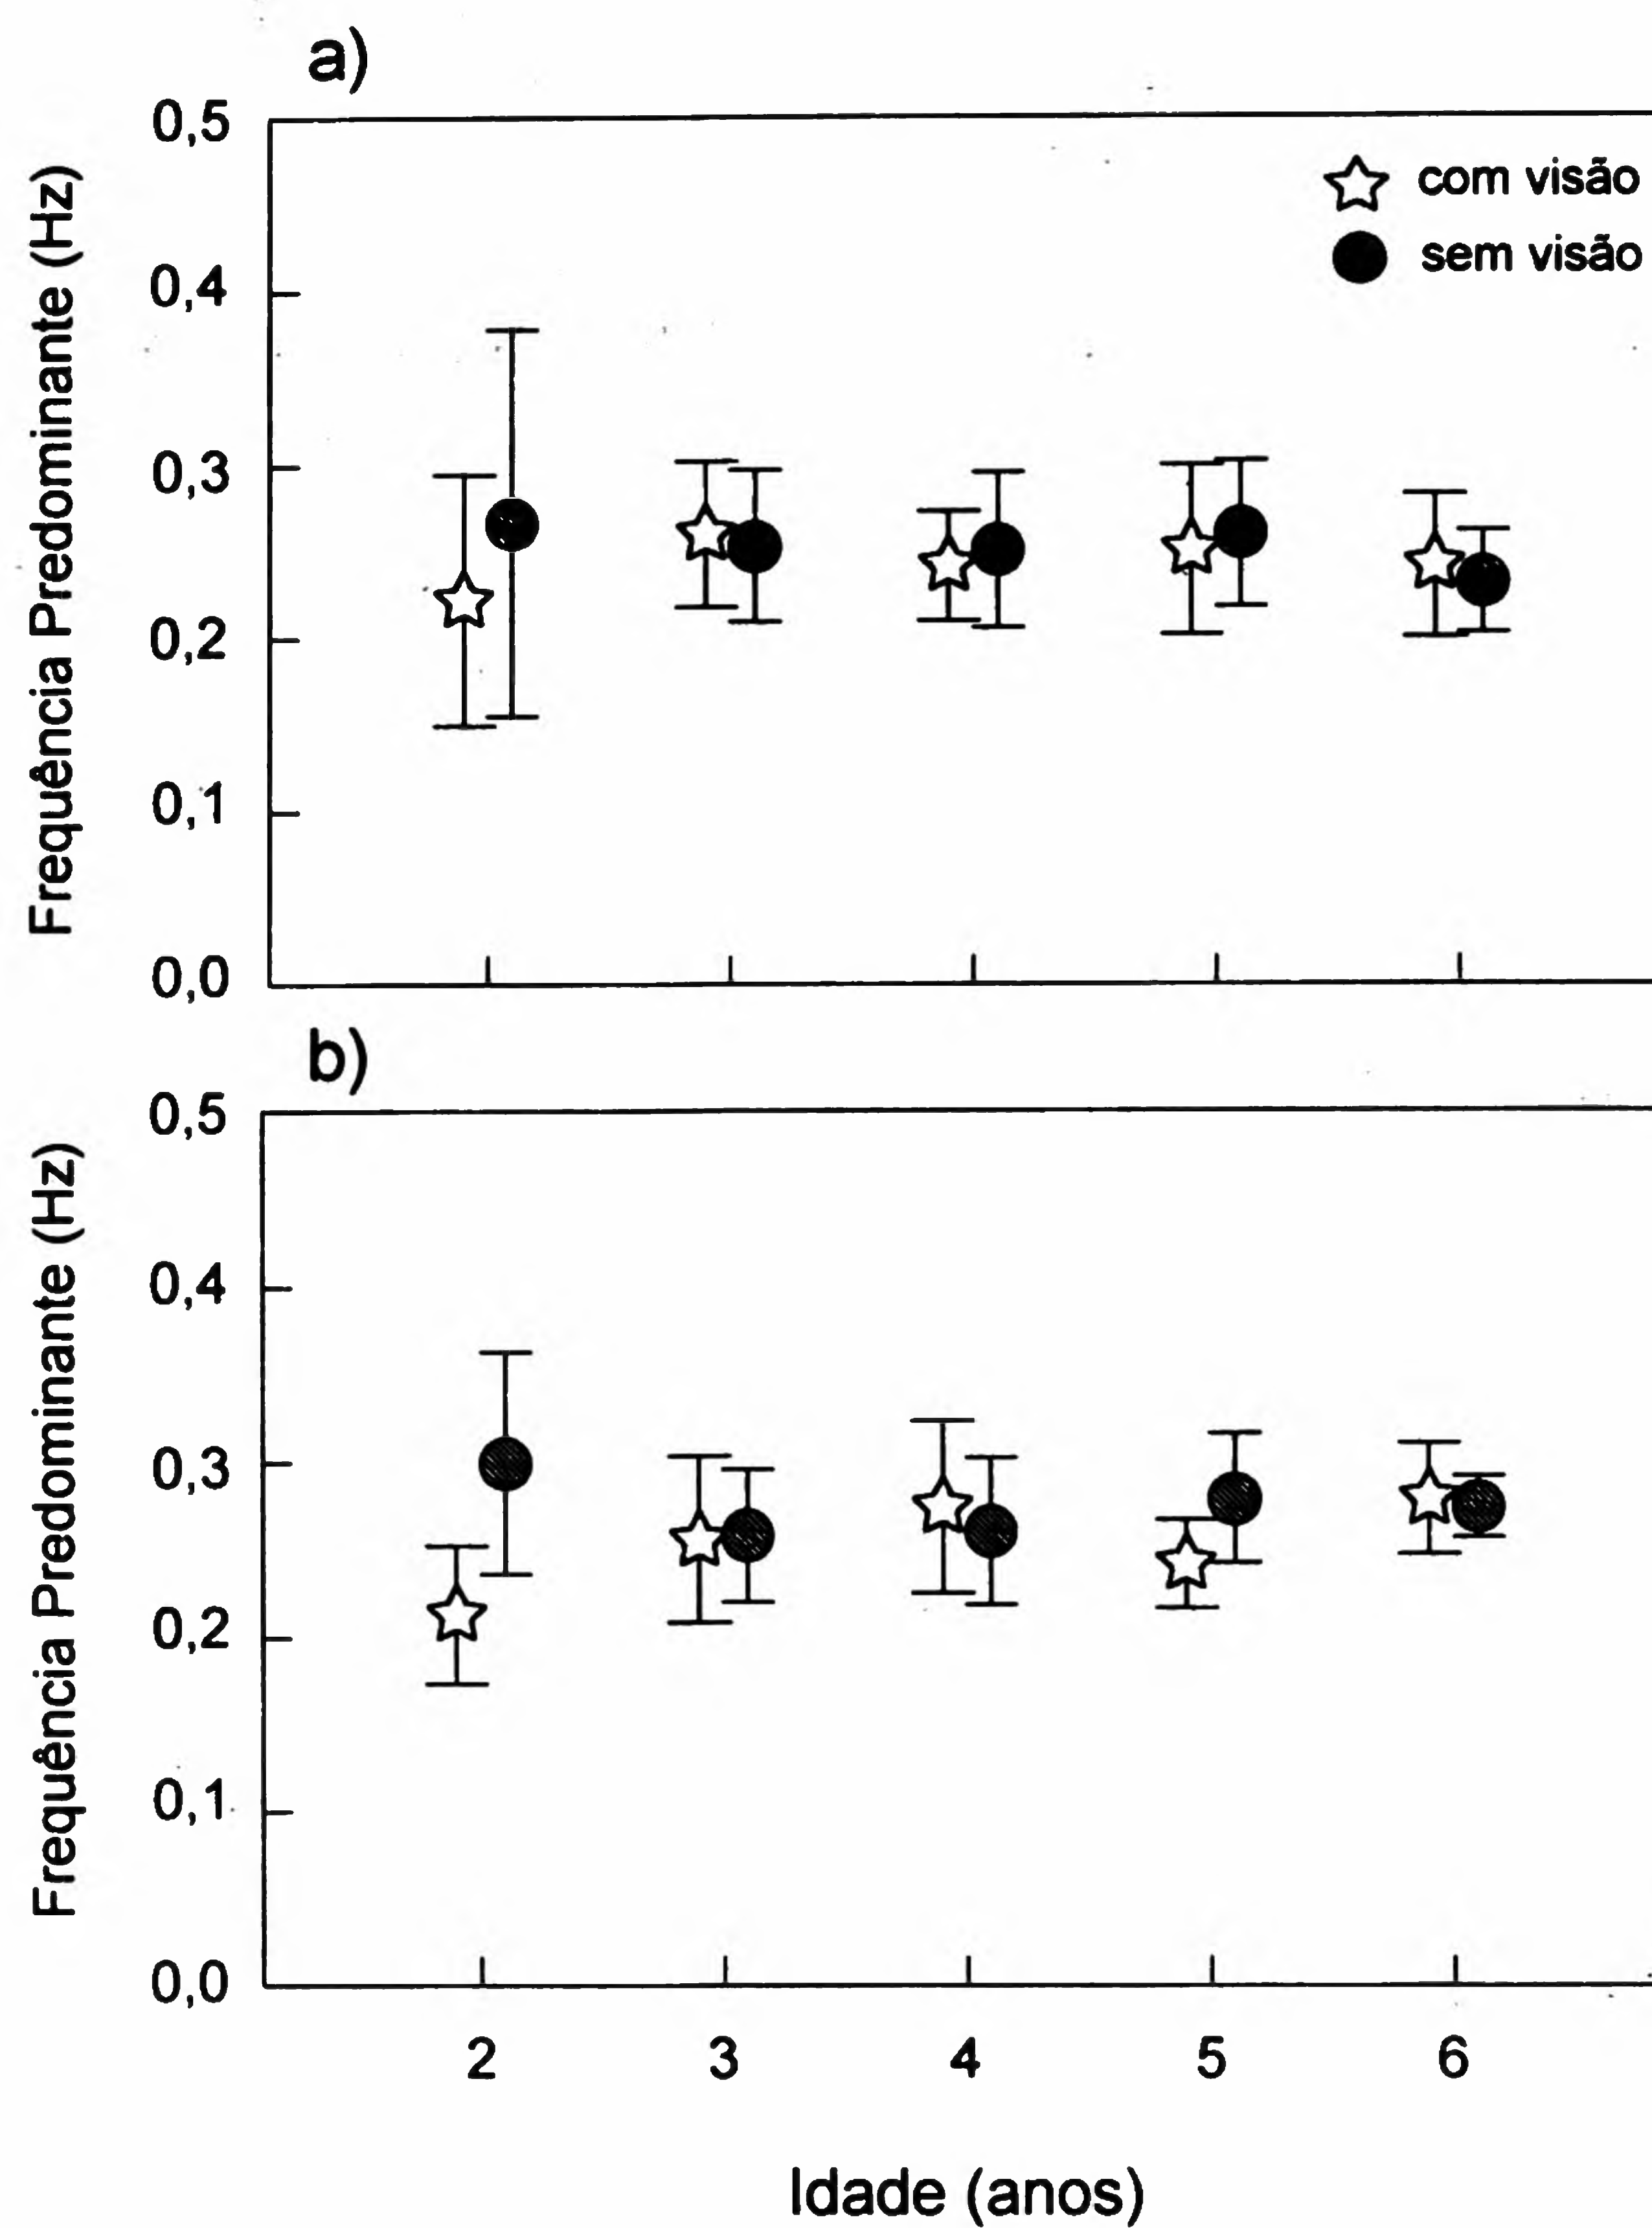 a)
0,5
0,4
0,3
0,2
0,1
0,0
Frequência Predominante (Hz)
com visão
sem visão
b)
0,5
0,4
0,3
0,2
0,1
0,0
Frequência Predominante (Hz)
2 3 4 5 6
Idade (anos)